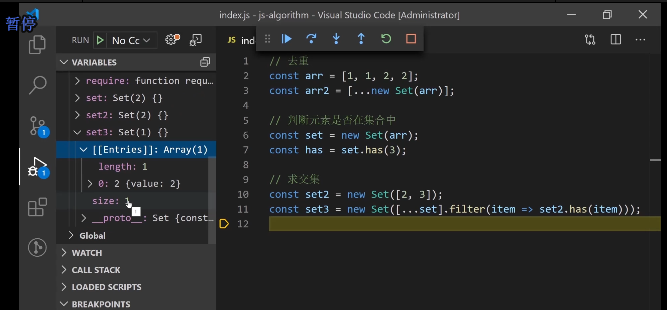 暂停
index.js - js-algorithm - Visual Studio Code [Administrator]
RUN No Cc
JS ind
VARIABLES
require: function requ…
set: Set(2) {}
set2: Set(2) {}
set3: Set(1) {}
[[Entries]]: Array(1)
length: 1
0: 2 {value: 2}
size: 1
__proto__: Set {const…
Global
WATCH
CALL STACK
LOADED SCRIPTS
BREAKPOINTS
1
1
1 // 去重
2 const arr = [1, 1, 2, 2];
3 const arr2 = [...new Set(arr)];
4
5 // 判断元素是否在集合中
6 const set = new Set(arr);
7 const has = set.has(3);
8
9 // 求交集
10 const set2 = new Set([2, 3]);
11 const set3 = new Set([...set].filter(item => set2.has(item)));
12